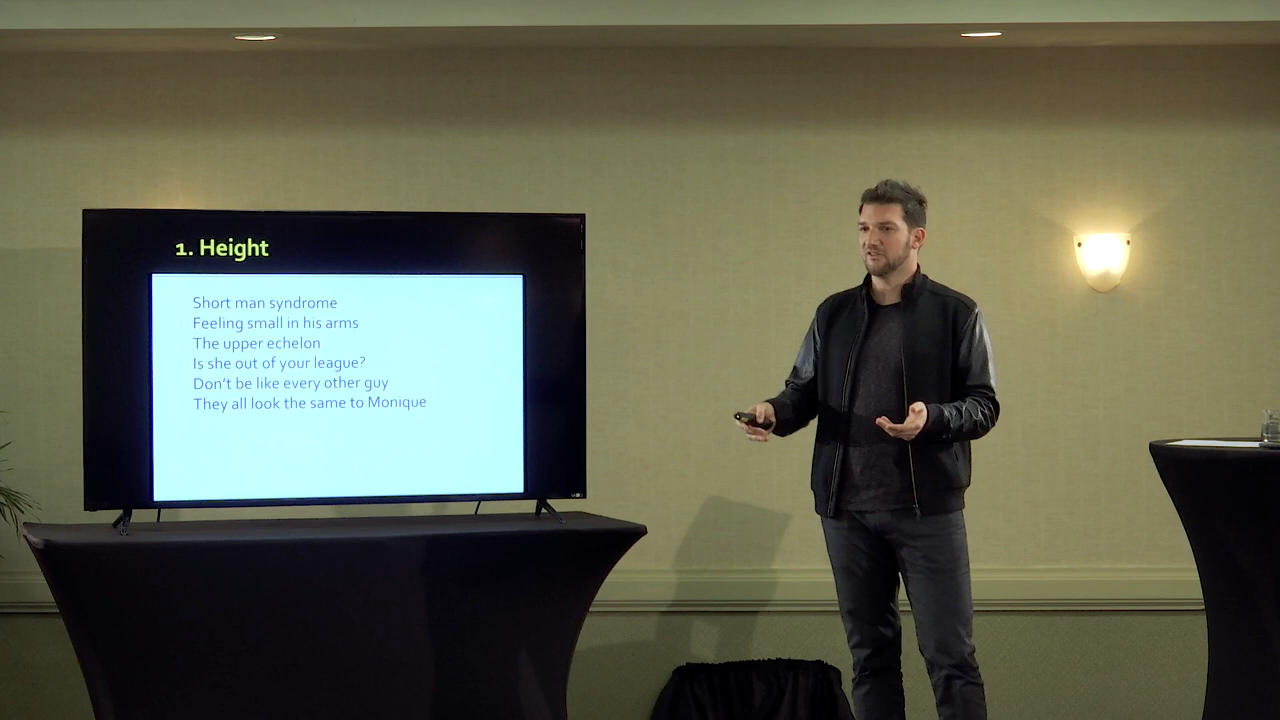 1. Height
Short man syndrome
Feeling small in his arms
The upper echelon
Is she out of your league?
Don't be like every other guy
They all look the same to Monique
VIZIO